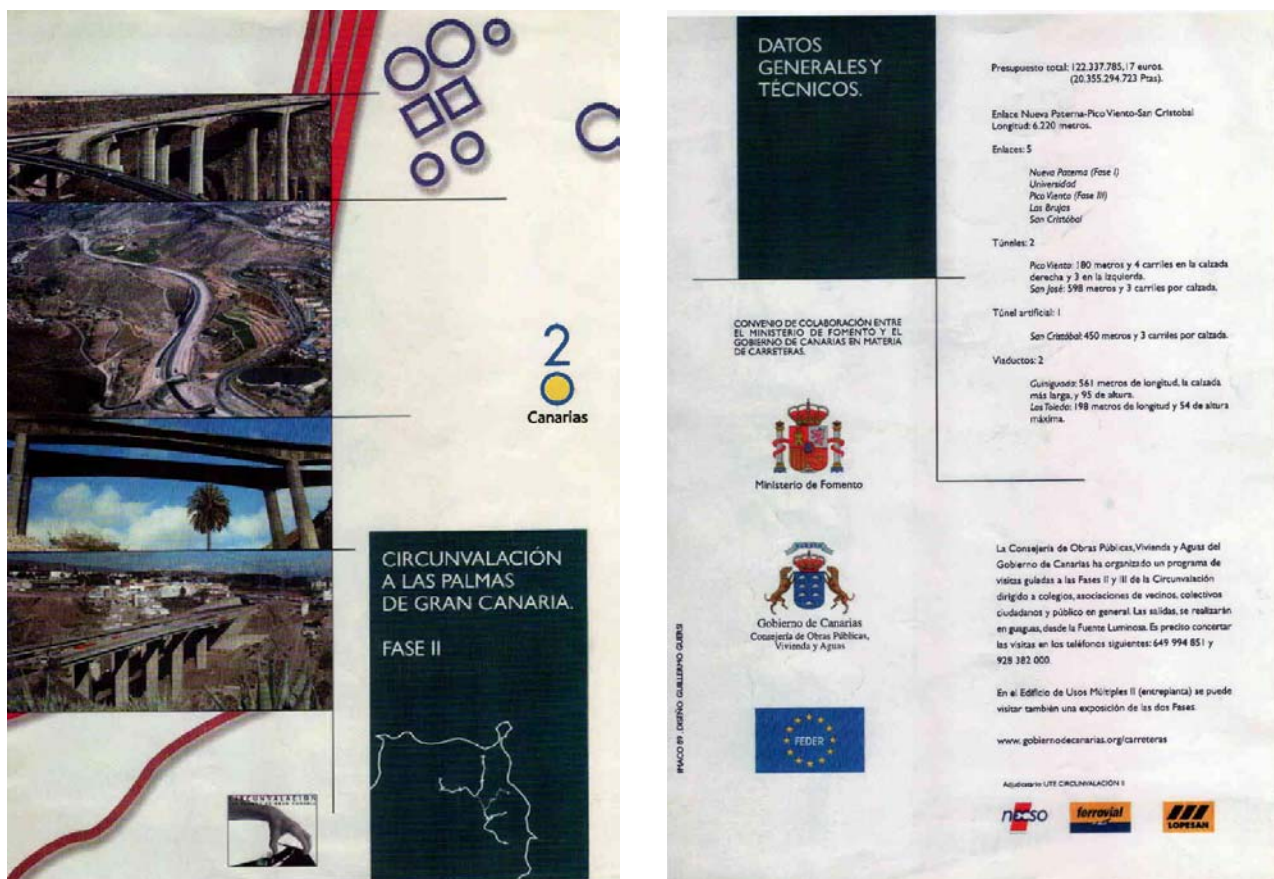 2
Canarias
CIRCUNVALACIÓN
A LAS PALMAS
DE GRAN CANARIA.
FASE II
CIRCUNVALACION
DATOS
GENERALES Y
TÉCNICOS.
CONVENIO DE COLABORACIÓN ENTRE
EL MINISTERIO DE FOMENTO Y EL
GOBIERNO DE CANARIAS EN MATERIA
DE CARRETERAS.
Ministerio de Fomento
Gobierno de Canarias
Consejería de Obras Públicas,
Vivienda y Aguas
FEDER
IMACO 89 . DISEÑO: GUILLERMO
Presupuesto total: 122.337.785,17 euros.
(20.355.294.723 Ptas).
Enlace Nueva Paterna-Pico Viento-San Cristobal
Longitud: 6.220 metros.
Enlaces: 5
Nueva Paterna (Fase I)
Universidad
Pico Viento (Fase III)
Las Brujas
San Cristóbal
Túneles: 2
Pico Viento: 180 metros y 4 carriles en la calzada
derecha y 3 en la izquierda.
San José: 598 metros y 3 carriles por calzada.
Túnel artificial: 1
San Cristóbal: 450 metros y 3 carriles por calzada.
Viaductos: 2
Guiniguada: 561 metros de longitud, la calzada
más larga, y 95 de altura.
Los Toledo: 198 metros de longitud y 54 de altura
máxima.
La Consejería de Obras Públicas, Vivienda y Aguas del
Gobierno de Canarias ha organizado un programa de
visitas guiadas a las Fases II y III de la Circunvalación
dirigido a colegios, asociaciones de vecinos, colectivos
ciudadanos y público en general. Las salidas, se realizarán
en guaguas, desde la Fuente Luminosa. Es preciso concertar
las visitas en los teléfonos siguientes: 649 994 851 y
928 382 000.
En el Edificio de Usos Múltiples II (entreplanta) se puede
visitar también una exposición de las dos Fases.
www.gobiernodecanarias.org/carreteras
Adjudicatario: UTE CIRCUNVALACIÓN II
necso
ferrovial
LOPESAN